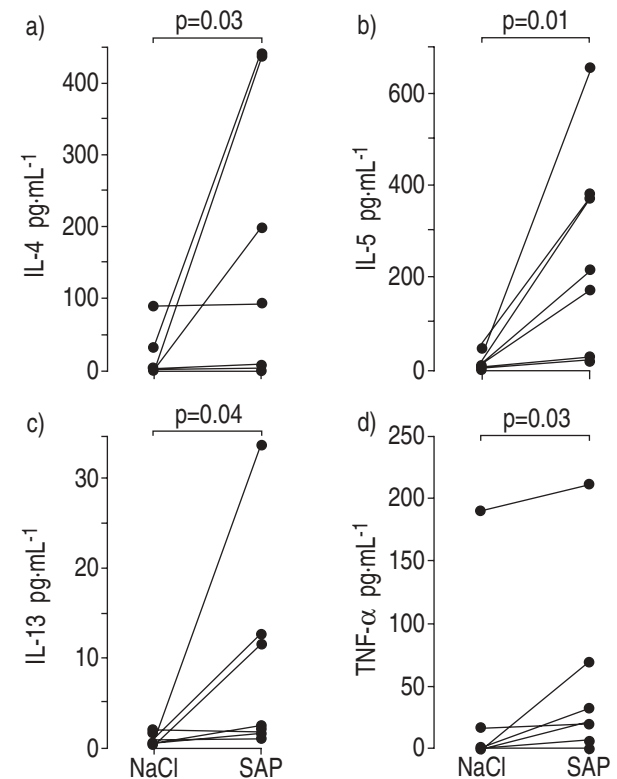 a)
p=0.03
IL-4 pg·mL-1
400
300
200
100
0
b)
p=0.01
IL-5 pg·mL-1
600
400
200
0
c)
p=0.04
IL-13 pg·mL-1
30
20
10
0
NaCl SAP
d)
p=0.03
TNF-α pg·mL-1
250
200
150
100
50
0
NaCl SAP